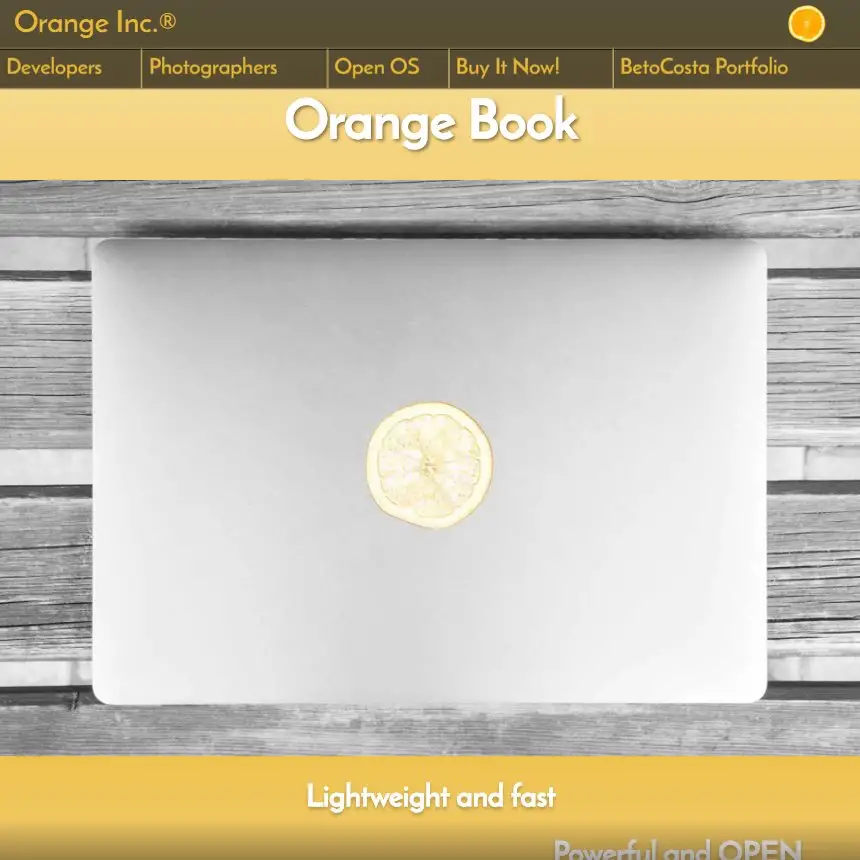 Orange Inc.®
Developers
Photographers
Open OS
Buy It Now!
BetoCosta Portfolio
Orange Book
Lightweight and fast
Powerful and OPEN